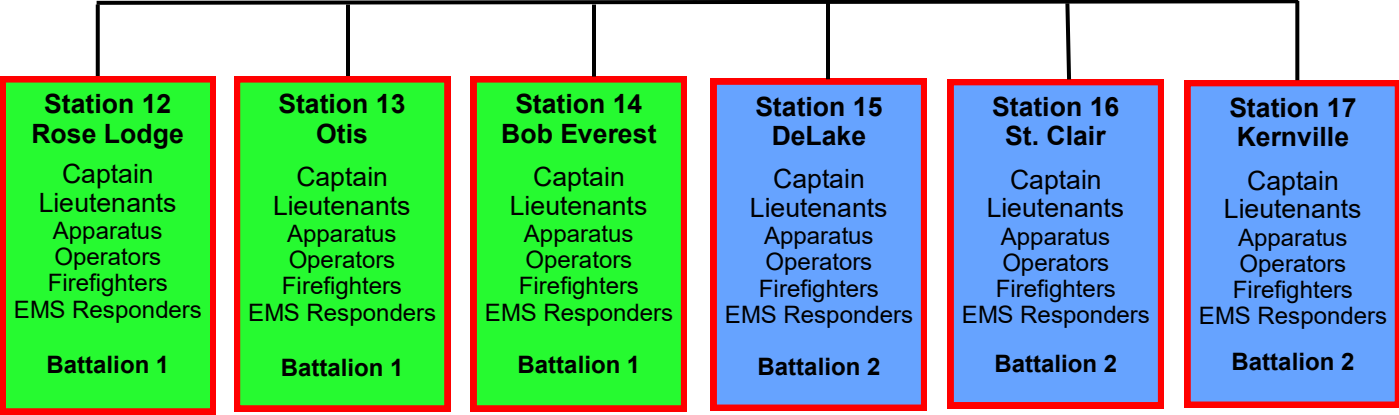 Station 12
Rose Lodge
Captain
Lieutenants
Apparatus
Operators
Firefighters
EMS Responders
Battalion 1
Station 13
Otis
Captain
Lieutenants
Apparatus
Operators
Firefighters
EMS Responders
Battalion 1
Station 14
Bob Everest
Captain
Lieutenants
Apparatus
Operators
Firefighters
EMS Responders
Battalion 1
Station 15
DeLake
Captain
Lieutenants
Apparatus
Operators
Firefighters
EMS Responders
Battalion 2
Station 16
St. Clair
Captain
Lieutenants
Apparatus
Operators
Firefighters
EMS Responders
Battalion 2
Station 17
Kernville
Captain
Lieutenants
Apparatus
Operators
Firefighters
EMS Responders
Battalion 2